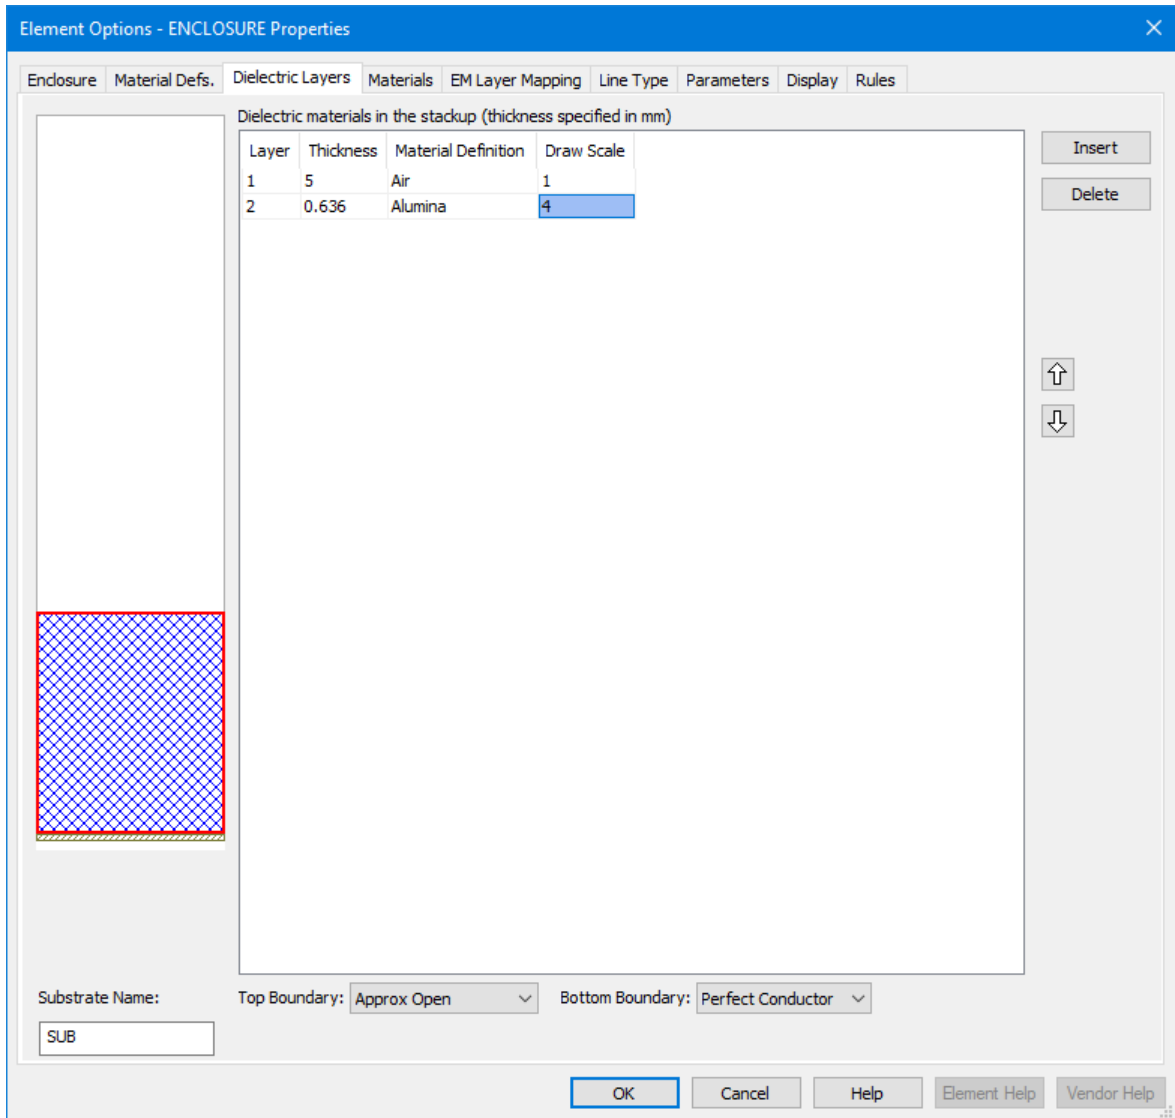 Element Options - ENCLOSURE Properties
Enclosure Material Defs. Dielectric Layers Materials EM Layer Mapping Line Type Parameters Display Rules
Dielectric materials in the stackup (thickness specified in mm)
Layer Thickness Material Definition Draw Scale
1 5 Air 1
2 0.636 Alumina 4
Insert
Delete
Substrate Name:
SUB
Top Boundary: Approx Open Bottom Boundary: Perfect Conductor
OK Cancel Help Element Help Vendor Help